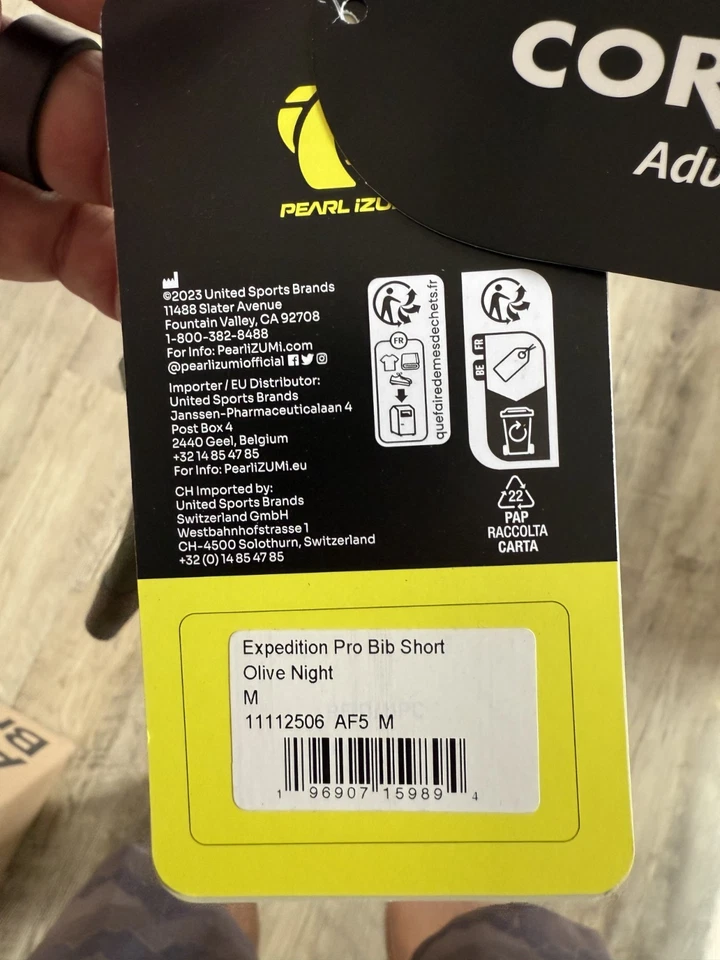 COR
Adv
PEARL iZU
©2023 United Sports Brands
11488 Slater Avenue
Fountain Valley, CA 92708
1-800-382-8488
For Info: PearliZUMi.com
@pearlizumiofficial
Importer / EU Distributor:
United Sports Brands
Janssen-Pharmaceuticalaan 4
Post Box 4
2440 Geel, Belgium
+32 14 85 47 85
For Info: PearliZUMi.eu
CH Imported by:
United Sports Brands
Switzerland GmbH
Westbahnhofstrasse 1
CH-4500 Solothurn, Switzerland
+32 (0) 14 85 47 85
FR
quefairedemesdechets.fr
BE FR
22
PAP
RACCOLTA
CARTA
Expedition Pro Bib Short
Olive Night
M
11112506 AF5 M
1 96907 15989 4